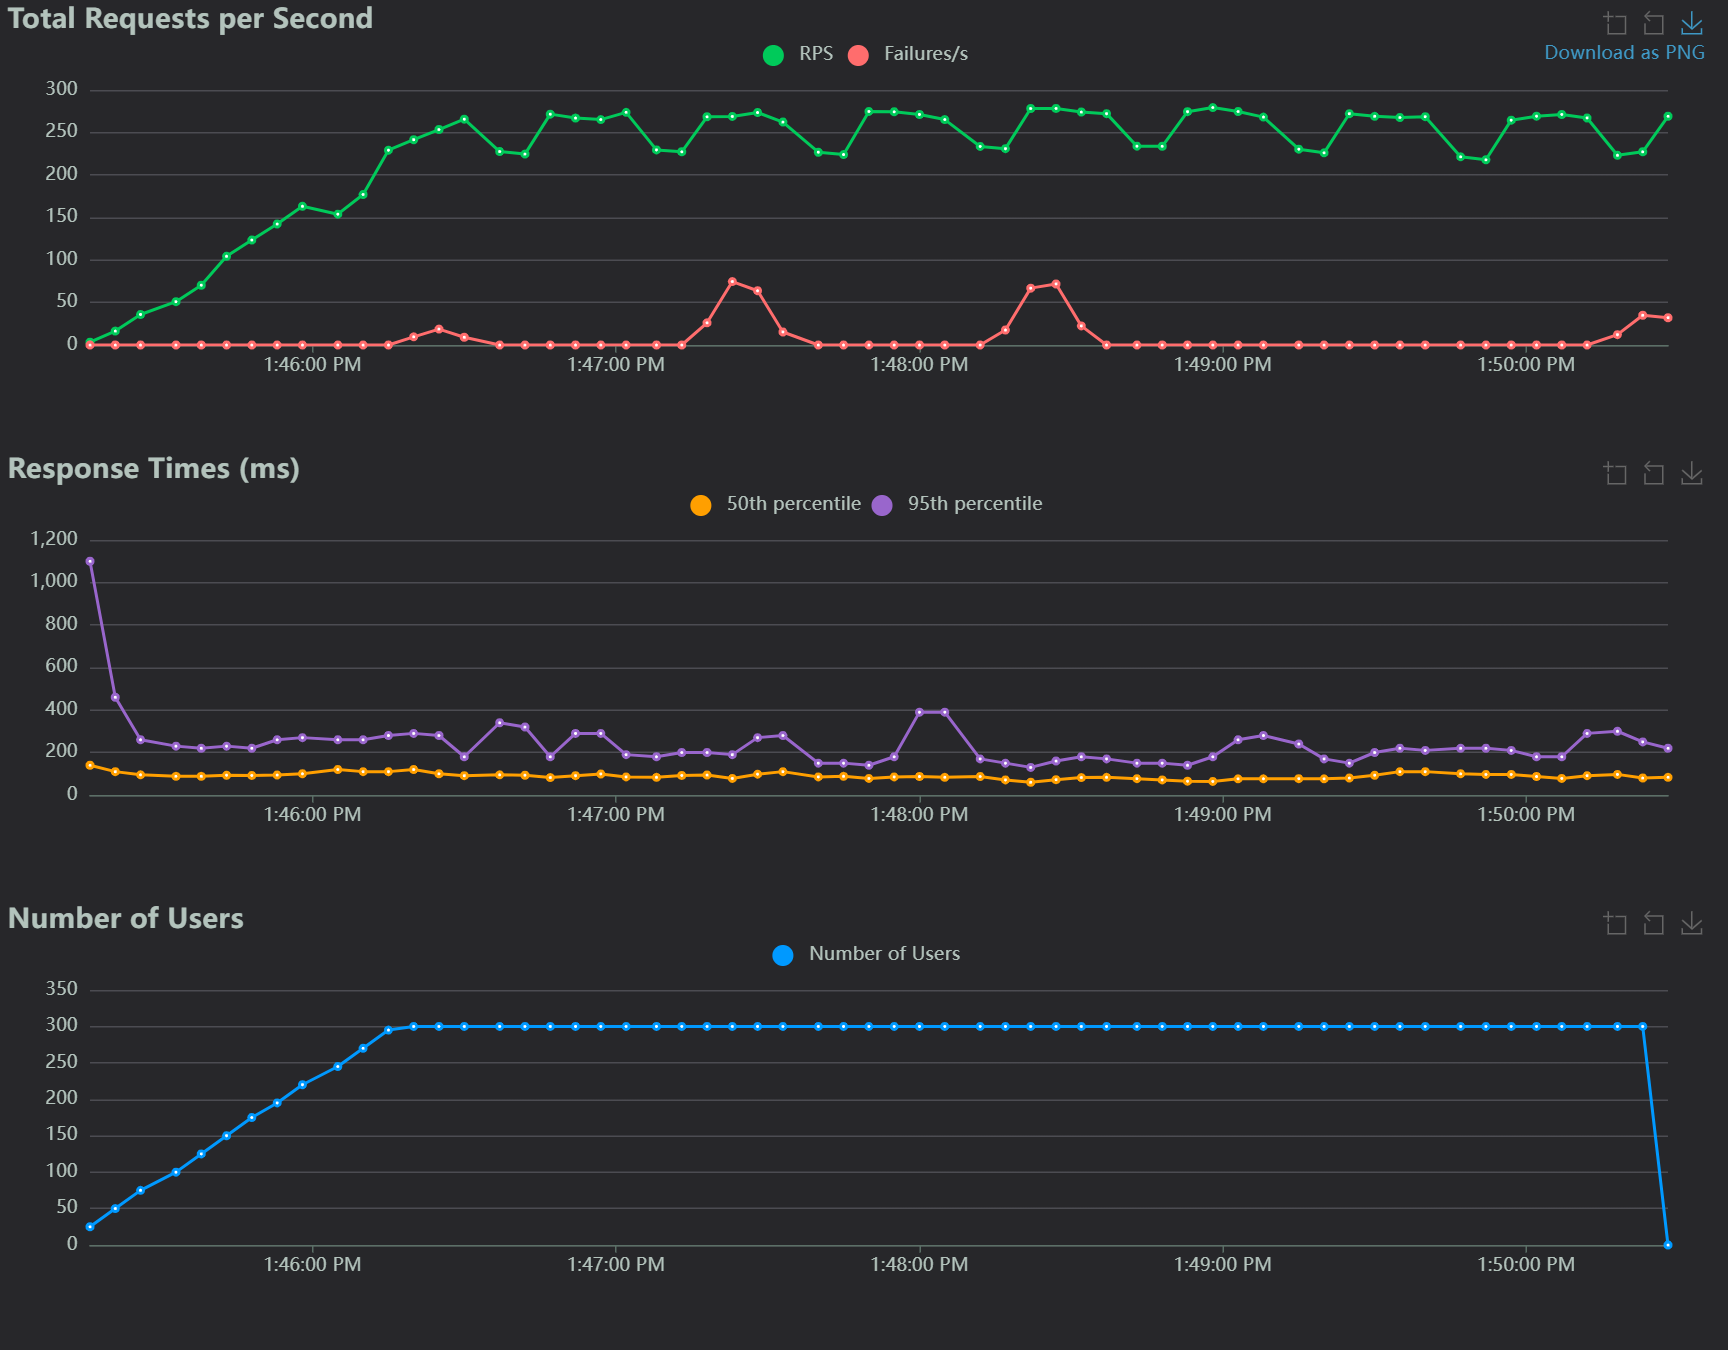 Total Requests per Second
Download as PNG
RPS Failures/s
300
250
200
150
100
50
0
1:46:00 PM 1:47:00 PM 1:48:00 PM 1:49:00 PM 1:50:00 PM
Response Times (ms)
50th percentile 95th percentile
1,200
1,000
800
600
400
200
0
1:46:00 PM 1:47:00 PM 1:48:00 PM 1:49:00 PM 1:50:00 PM
Number of Users
Number of Users
350
300
250
200
150
100
50
0
1:46:00 PM 1:47:00 PM 1:48:00 PM 1:49:00 PM 1:50:00 PM